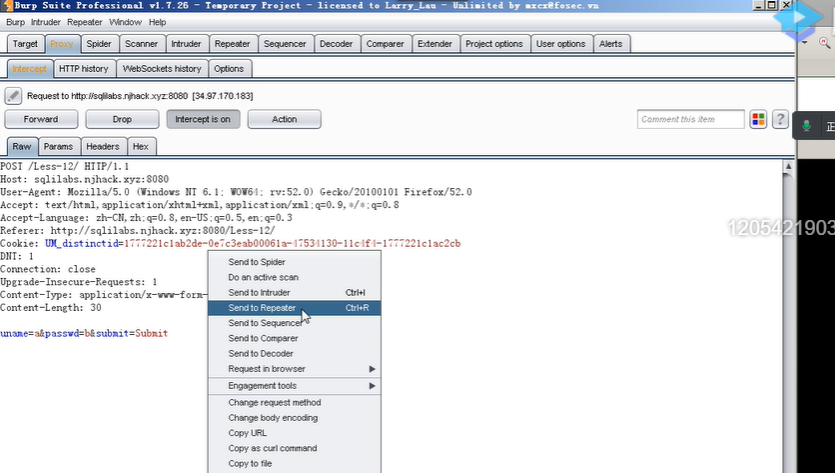 Burp Suite Professional v1.7.26 - Temporary Project - licensed to Larry_Lau - Unlimited by mxcx@fosec.vn
Burp Intruder Repeater Window Help
Target Proxy Spider Scanner Intruder Repeater Sequencer Decoder Comparer Extender Project options User options Alerts
Intercept HTTP history WebSockets history Options
Request to http://sqlilabs.njhack.xyz:8080 [34.97.170.183]
Forward Drop Intercept is on Action Comment this item ?
Raw Params Headers Hex
POST /Less-12/ HTTP/1.1
Host: sqlilabs.njhack.xyz:8080
User-Agent: Mozilla/5.0 (Windows NT 6.1; WOW64; rv:52.0) Gecko/20100101 Firefox/52.0
Accept: text/html,application/xhtml+xml,application/xml;q=0.9,*/*;q=0.8
Accept-Language: zh-CN,zh;q=0.8,en-US;q=0.5,en;q=0.3
Referer: http://sqlilabs.njhack.xyz:8080/Less-12/
Cookie: UM_distinctid=1777221c1ab2de-0e7c3eab00061a-47534130-11c4f4-1777221c1ac2cb
DNT: 1
Connection: close
Upgrade-Insecure-Requests: 1
Content-Type: application/x-www-form-
Content-Length: 30
uname=a&passwd=b&submit=Submit
Send to Spider
Do an active scan
Send to Intruder Ctrl+I
Send to Repeater Ctrl+R
Send to Sequencer
Send to Comparer
Send to Decoder
Request in browser
Engagement tools
Change request method
Change body encoding
Copy URL
Copy as curl command
Copy to file
正
1205421903